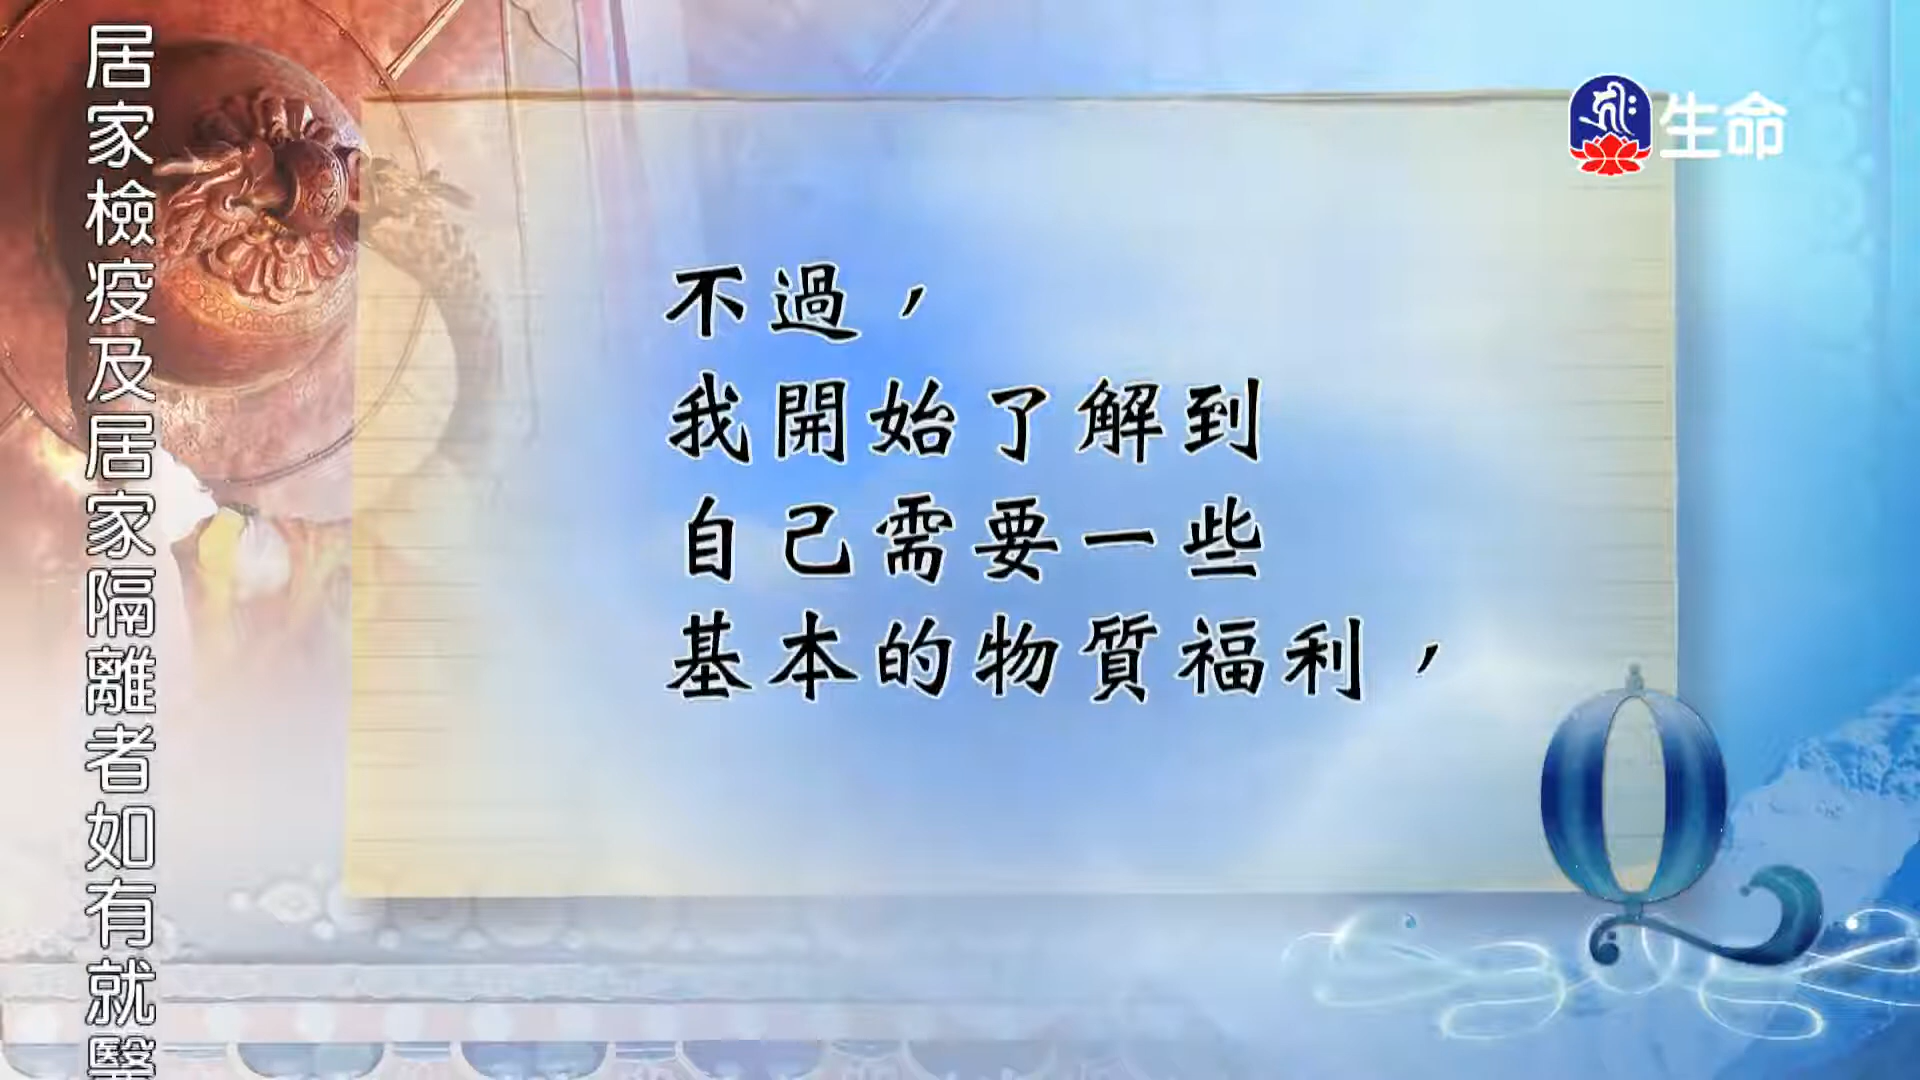 居家檢疫及居家隔離者如有就醫
生命
不過，
我開始了解到
自己需要一些
基本的物質福利，
Q